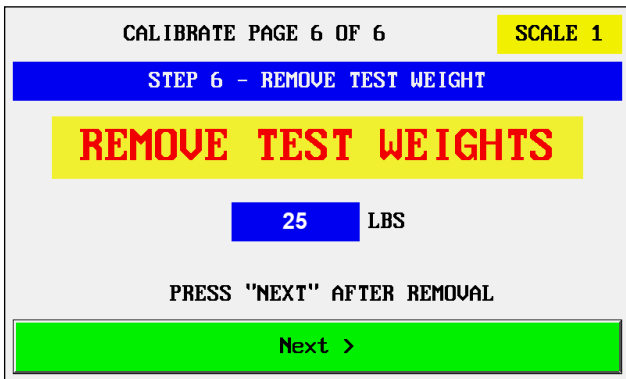 CALIBRATE PAGE 6 OF 6
SCALE 1
STEP 6 - REMOVE TEST WEIGHT
REMOVE TEST WEIGHTS
25 LBS
PRESS "NEXT" AFTER REMOVAL
Next >